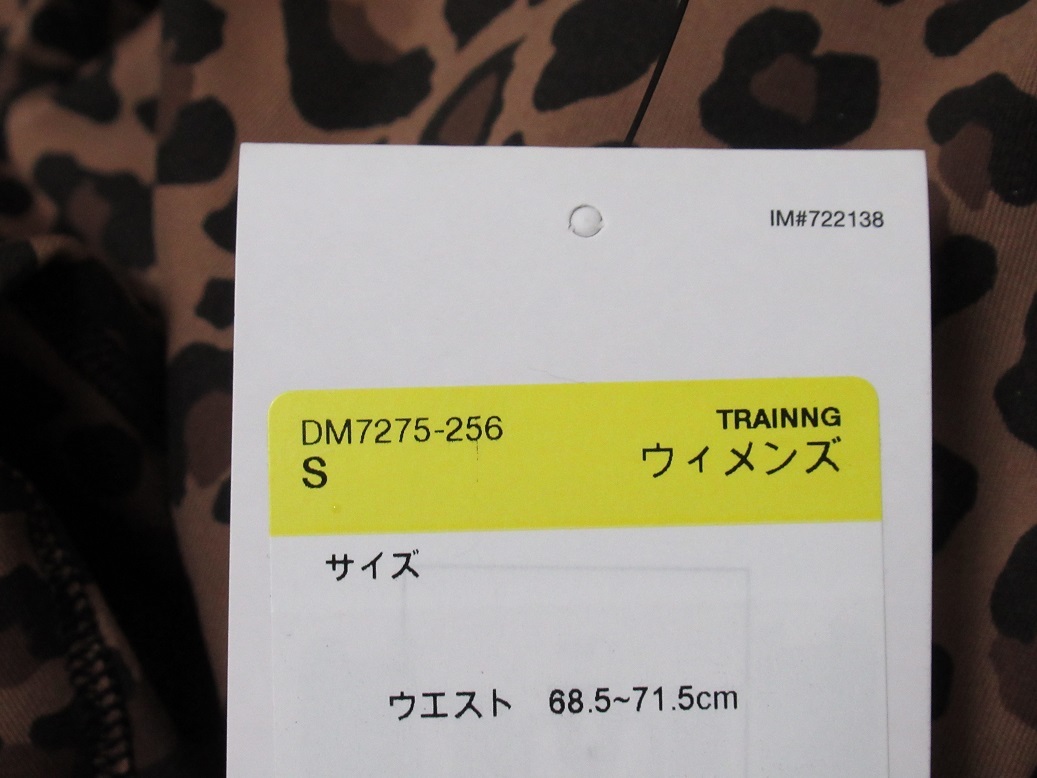 IM#722138
DM7275-256
TRAINNG
S
ウィメンズ
サイズ
ウエスト 68.5~71.5cm